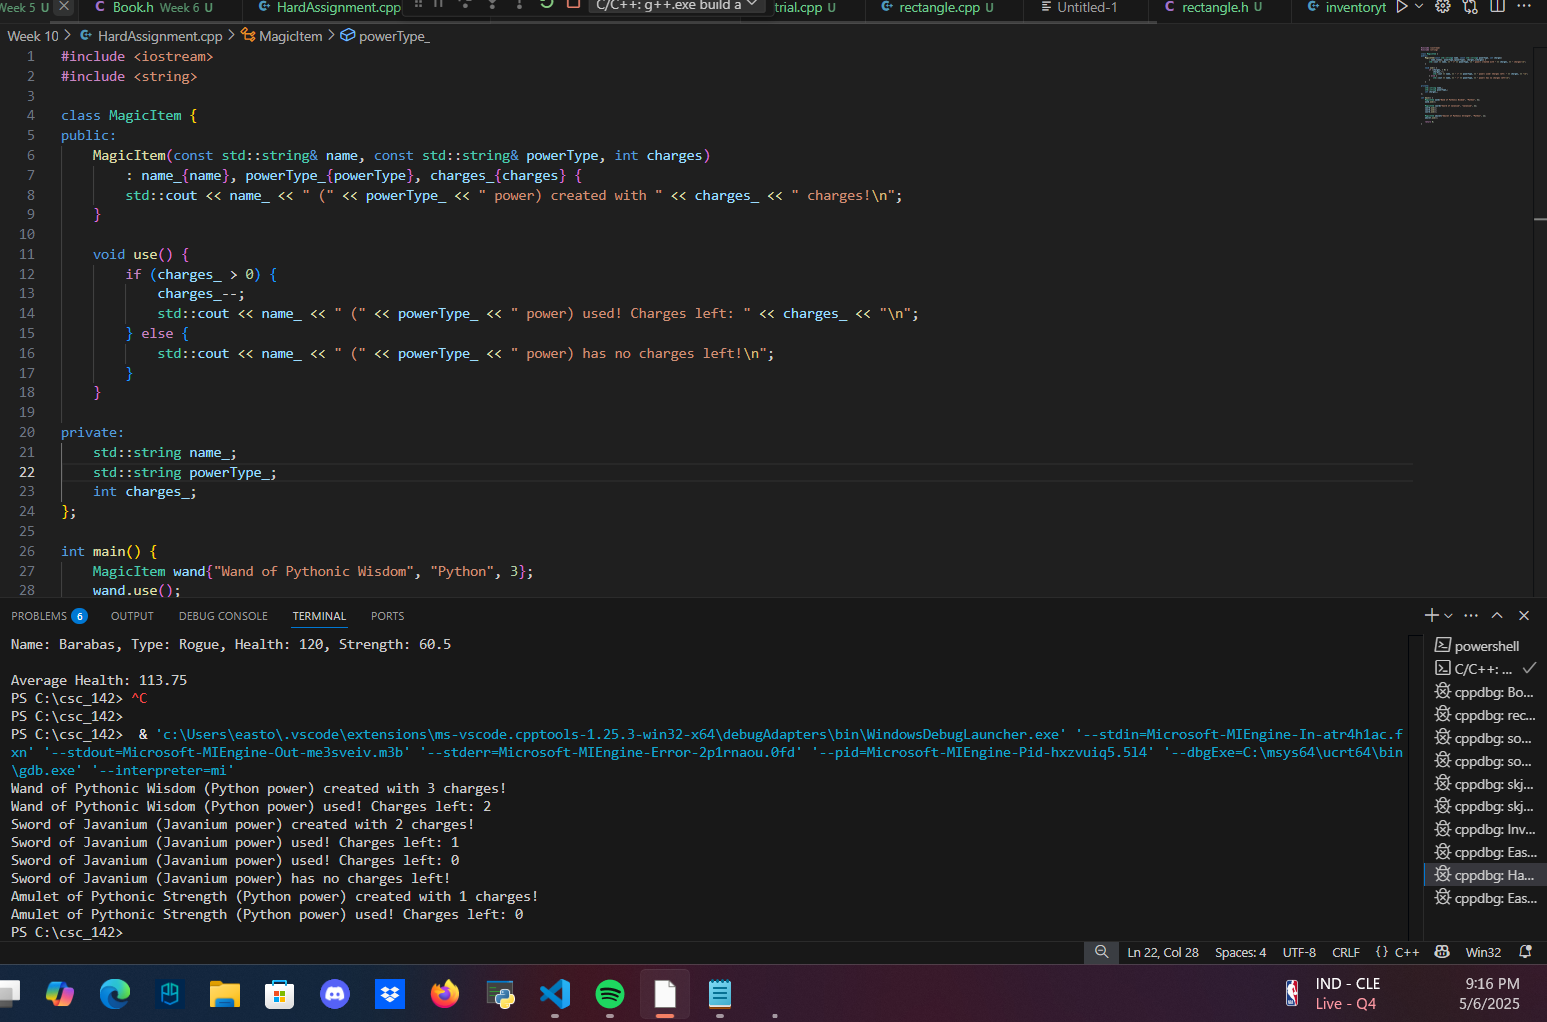 Week 5 U
Book.h Week 6 U
HardAssignment.cpp
C/C++: g++.exe build a
trial.cpp U
rectangle.cpp U
Untitled-1
rectangle.h U
inventoryt
Week 10 > HardAssignment.cpp > MagicItem > powerType_
1 #include <iostream>
2 #include <string>
3
4 class MagicItem {
5 public:
6     MagicItem(const std::string& name, const std::string& powerType, int charges)
7         : name_{name}, powerType_{powerType}, charges_{charges} {
8         std::cout << name_ << " (" << powerType_ << " power) created with " << charges_ << " charges!\n";
9     }
10
11     void use() {
12         if (charges_ > 0) {
13             charges_--;
14             std::cout << name_ << " (" << powerType_ << " power) used! Charges left: " << charges_ << "\n";
15         } else {
16             std::cout << name_ << " (" << powerType_ << " power) has no charges left!\n";
17         }
18     }
19
20 private:
21     std::string name_;
22     std::string powerType_;
23     int charges_;
24 };
25
26 int main() {
27     MagicItem wand{"Wand of Pythonic Wisdom", "Python", 3};
28     wand.use();
PROBLEMS 6 OUTPUT DEBUG CONSOLE TERMINAL PORTS
Name: Barabas, Type: Rogue, Health: 120, Strength: 60.5
Average Health: 113.75
PS C:\csc_142> ^C
PS C:\csc_142>
PS C:\csc_142>  & 'c:\Users\easto\.vscode\extensions\ms-vscode.cpptools-1.25.3-win32-x64\debugAdapters\bin\WindowsDebugLauncher.exe' '--stdin=Microsoft-MIEngine-In-atr4h1ac.f
xn' '--stdout=Microsoft-MIEngine-Out-me3sveiv.m3b' '--stderr=Microsoft-MIEngine-Error-2p1rnaou.0fd' '--pid=Microsoft-MIEngine-Pid-hxzvuiq5.5l4' '--dbgExe=C:\msys64\ucrt64\bin
\gdb.exe' '--interpreter=mi'
Wand of Pythonic Wisdom (Python power) created with 3 charges!
Wand of Pythonic Wisdom (Python power) used! Charges left: 2
Sword of Javanium (Javanium power) created with 2 charges!
Sword of Javanium (Javanium power) used! Charges left: 1
Sword of Javanium (Javanium power) used! Charges left: 0
Sword of Javanium (Javanium power) has no charges left!
Amulet of Pythonic Strength (Python power) created with 1 charges!
Amulet of Pythonic Strength (Python power) used! Charges left: 0
PS C:\csc_142>
powershell
C/C++: ...
cppdbg: Bo...
cppdbg: rec...
cppdbg: so...
cppdbg: so...
cppdbg: skj...
cppdbg: skj...
cppdbg: Inv...
cppdbg: Eas...
cppdbg: Ha...
cppdbg: Eas...
Ln 22, Col 28 Spaces: 4 UTF-8 CRLF {} C++ Win32
IND - CLE
Live - Q4
9:16 PM
5/6/2025